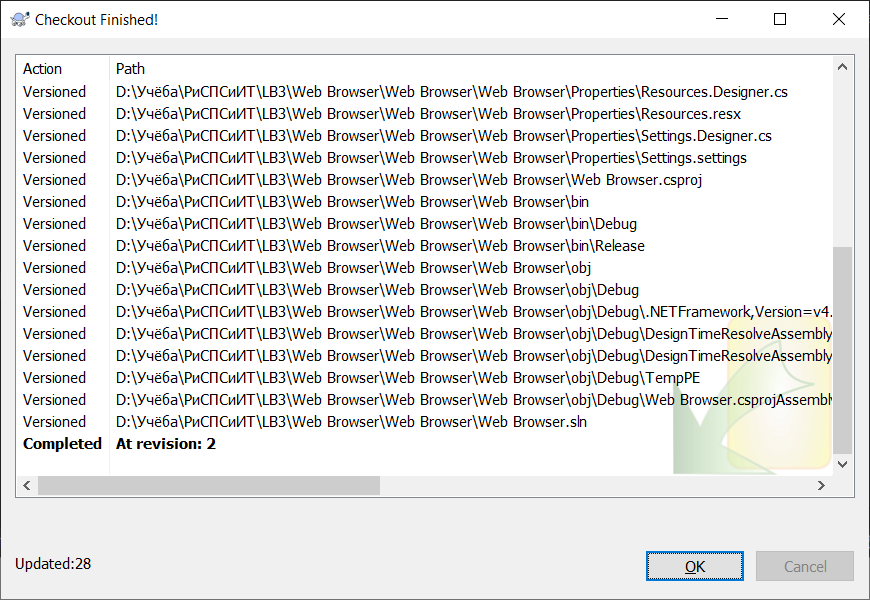 Checkout Finished!
Action Path
Versioned D:\Учёба\РиСПСиИТ\LB3\Web Browser\Web Browser\Web Browser\Properties\Resources.Designer.cs
Versioned D:\Учёба\РиСПСиИТ\LB3\Web Browser\Web Browser\Web Browser\Properties\Resources.resx
Versioned D:\Учёба\РиСПСиИТ\LB3\Web Browser\Web Browser\Web Browser\Properties\Settings.Designer.cs
Versioned D:\Учёба\РиСПСиИТ\LB3\Web Browser\Web Browser\Web Browser\Properties\Settings.settings
Versioned D:\Учёба\РиСПСиИТ\LB3\Web Browser\Web Browser\Web Browser\Web Browser.csproj
Versioned D:\Учёба\РиСПСиИТ\LB3\Web Browser\Web Browser\Web Browser\bin
Versioned D:\Учёба\РиСПСиИТ\LB3\Web Browser\Web Browser\Web Browser\bin\Debug
Versioned D:\Учёба\РиСПСиИТ\LB3\Web Browser\Web Browser\Web Browser\bin\Release
Versioned D:\Учёба\РиСПСиИТ\LB3\Web Browser\Web Browser\Web Browser\obj
Versioned D:\Учёба\РиСПСиИТ\LB3\Web Browser\Web Browser\Web Browser\obj\Debug
Versioned D:\Учёба\РиСПСиИТ\LB3\Web Browser\Web Browser\Web Browser\obj\Debug\.NETFramework,Version=v4.
Versioned D:\Учёба\РиСПСиИТ\LB3\Web Browser\Web Browser\Web Browser\obj\Debug\DesignTimeResolveAssembly
Versioned D:\Учёба\РиСПСиИТ\LB3\Web Browser\Web Browser\Web Browser\obj\Debug\DesignTimeResolveAssembly
Versioned D:\Учёба\РиСПСиИТ\LB3\Web Browser\Web Browser\Web Browser\obj\Debug\TempPE
Versioned D:\Учёба\РиСПСиИТ\LB3\Web Browser\Web Browser\Web Browser\obj\Debug\Web Browser.csprojAssembl
Versioned D:\Учёба\РиСПСиИТ\LB3\Web Browser\Web Browser\Web Browser.sln
Completed At revision: 2
Updated:28
OK Cancel